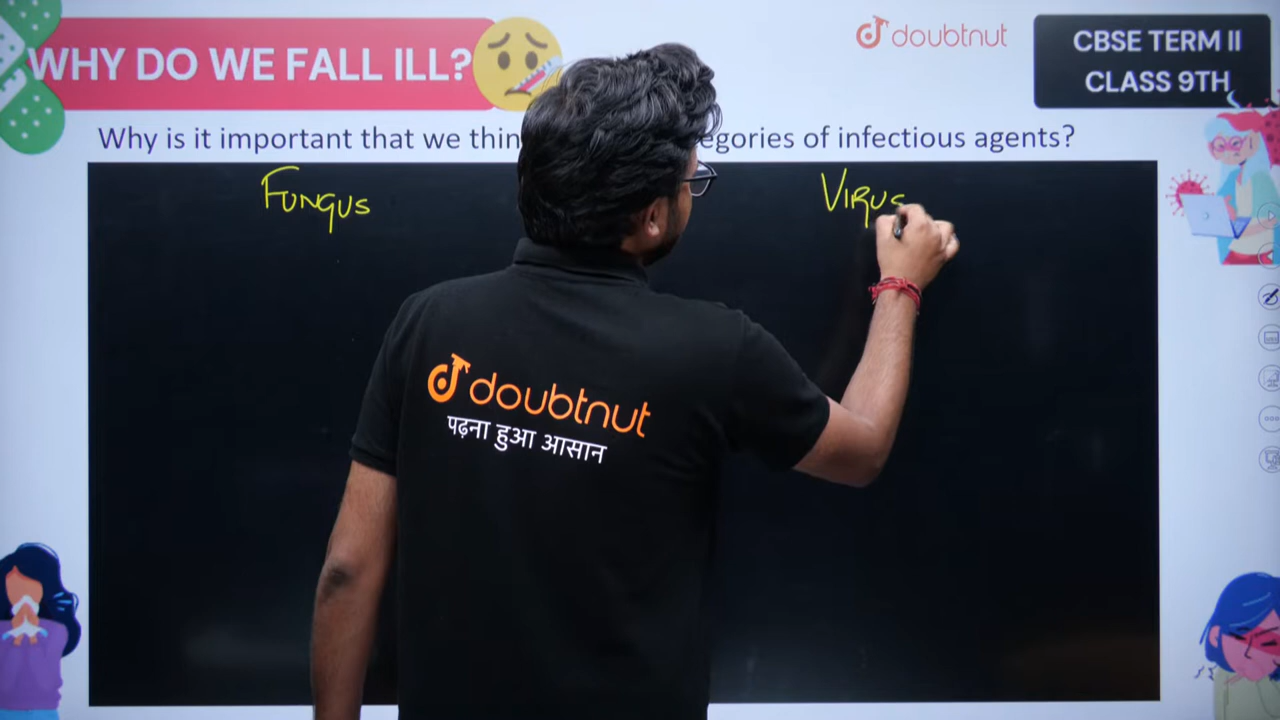 WHY DO WE FALL ILL?
doubtnut
CBSE TERM II
CLASS 9TH
Why is it important that we thin egories of infectious agents?
FUNGUS
VIRUS
doubtnut
पढ़ना हुआ आसान